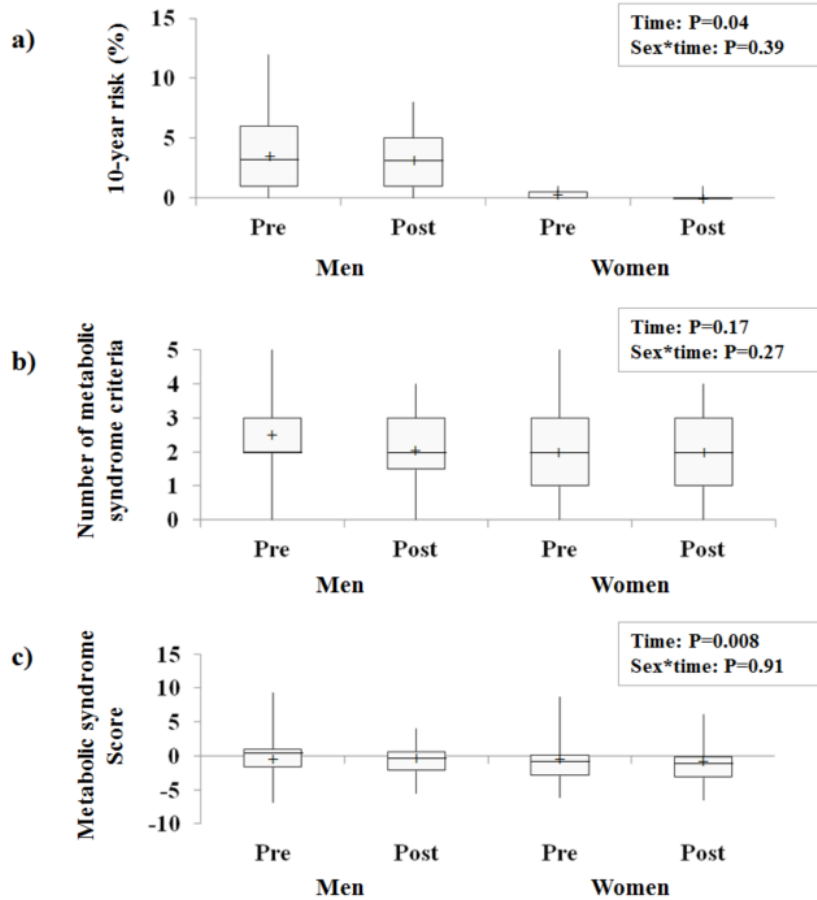 a)
Time: P=0.04
Sex*time: P=0.39
10-year risk (%)
15
10
5
0
Pre Post Pre Post
Men Women
b)
Time: P=0.17
Sex*time: P=0.27
Number of metabolic
syndrome criteria
5
4
3
2
1
0
Pre Post Pre Post
Men Women
c)
Time: P=0.008
Sex*time: P=0.91
Metabolic syndrome
Score
15
10
5
0
-5
-10
Pre Post Pre Post
Men Women